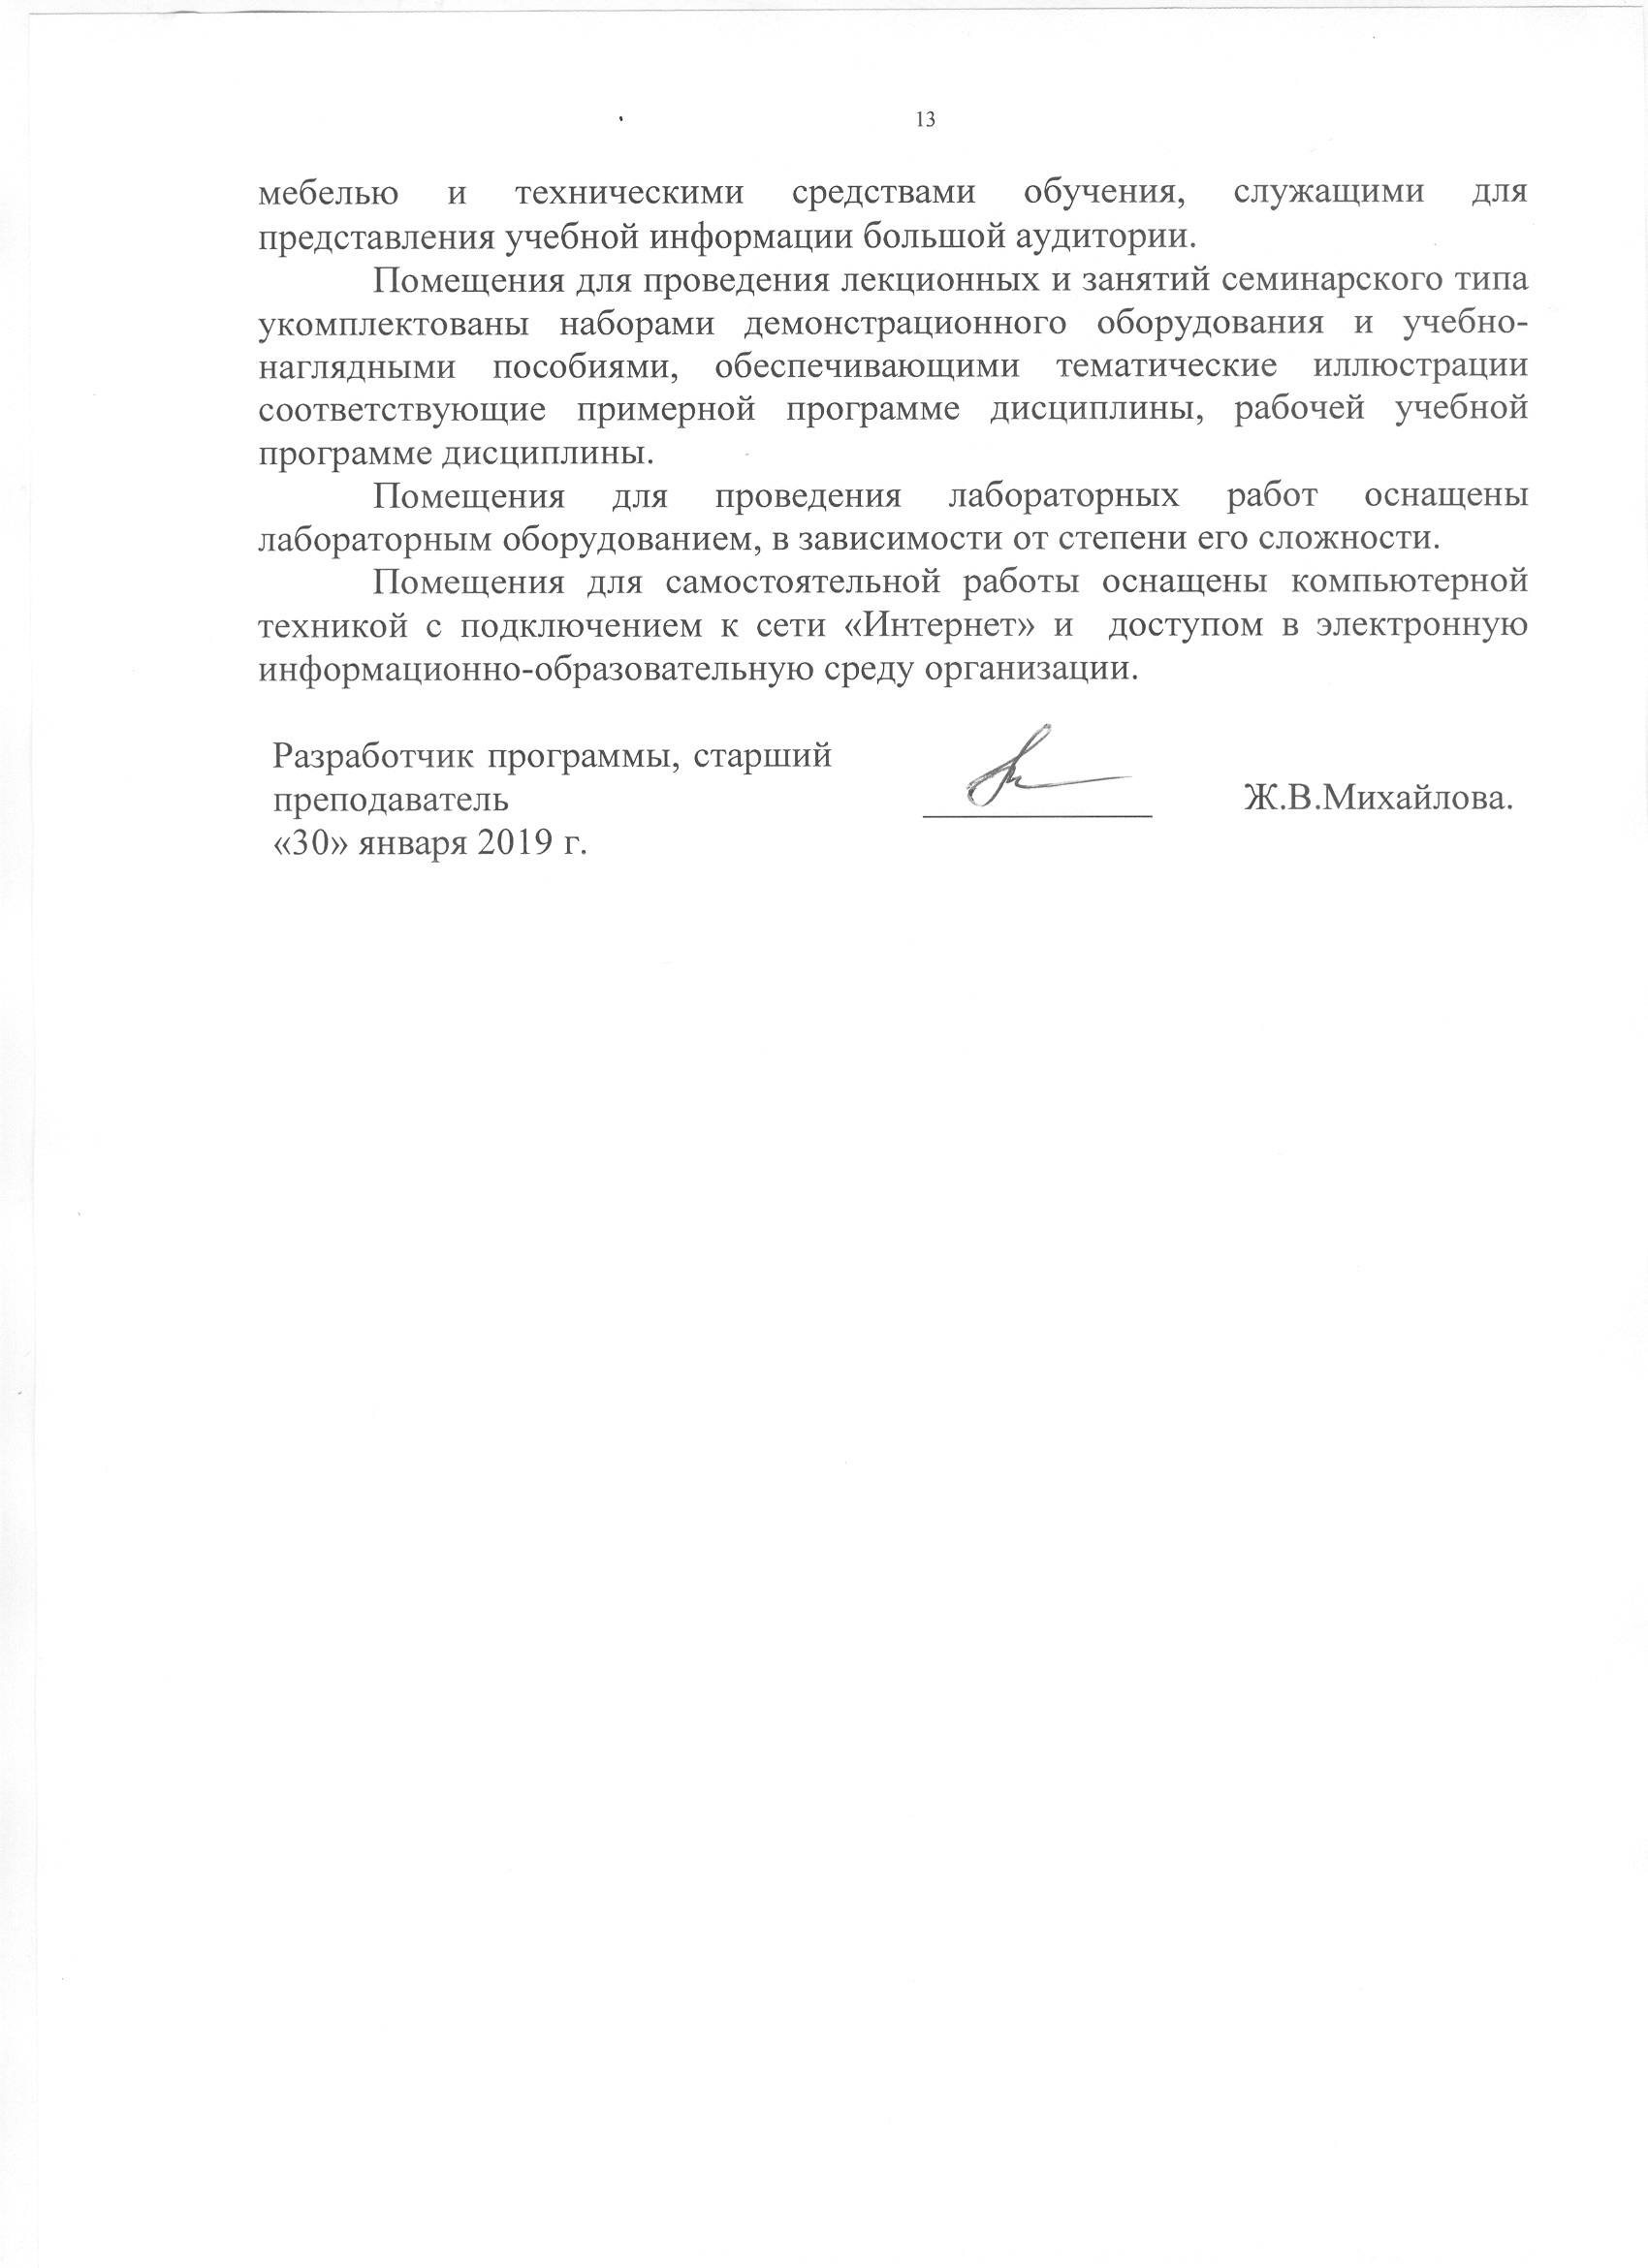 13
мебелью и техническими средствами обучения, служащими для
представления учебной информации большой аудитории.
Помещения для проведения лекционных и занятий семинарского типа
укомплектованы наборами демонстрационного оборудования и учебно-
наглядными пособиями, обеспечивающими тематические иллюстрации
соответствующие примерной программе дисциплины, рабочей учебной
программе дисциплины.
Помещения для проведения лабораторных работ оснащены
лабораторным оборудованием, в зависимости от степени его сложности.
Помещения для самостоятельной работы оснащены компьютерной
техникой с подключением к сети «Интернет» и доступом в электронную
информационно-образовательную среду организации.
Разработчик программы, старший
преподаватель
Ж.В.Михайлова.
«30» января 2019 г.